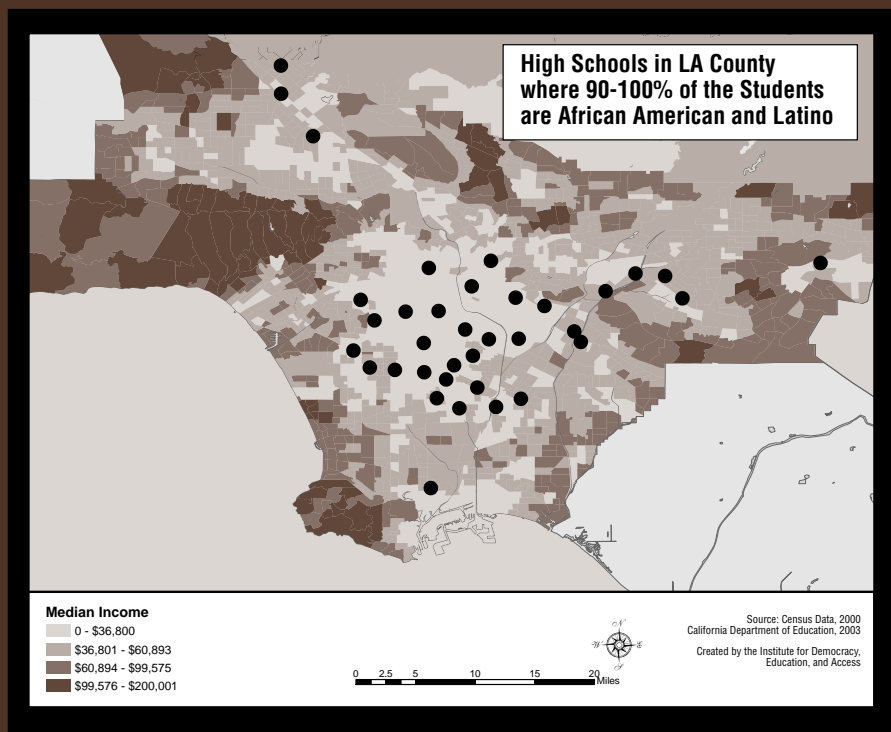 High Schools in LA County
where 90-100% of the Students
are African American and Latino
Median Income
0 - $36,800
$36,801 - $60,893
$60,894 - $99,575
$99,576 - $200,001
N
W E
S
0 2.5 5 10 15 20
Miles
Source: Census Data, 2000
California Department of Education, 2003
Created by the Institute for Democracy,
Education, and Access